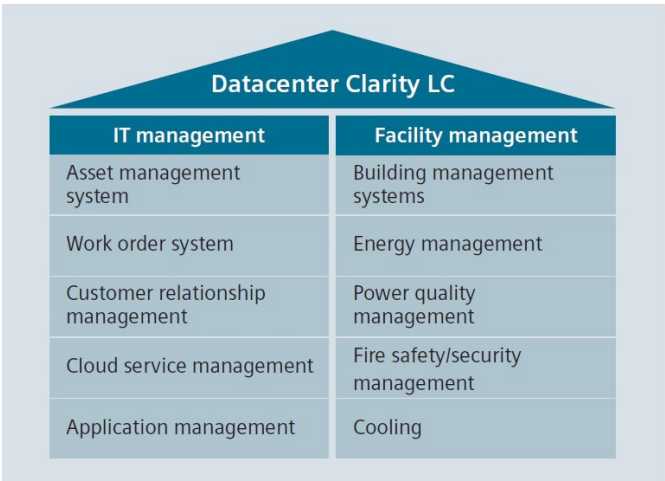 Datacenter Clarity LC
IT management
Facility management
Asset management
system
Building management
systems
Work order system
Energy management
Customer relationship
management
Power quality
management
Cloud service management
Fire safety/security
management
Application management
Cooling